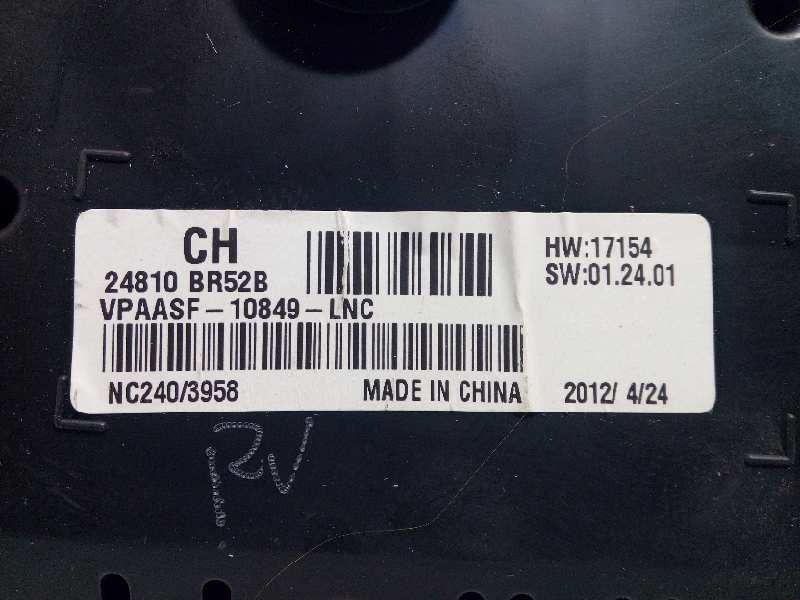 CH
24810 BR52B
VPAASF-10849-LNC
NC240/3958
MADE IN CHINA
HW:17154
SW:01.24.01
2012/ 4/24
RV